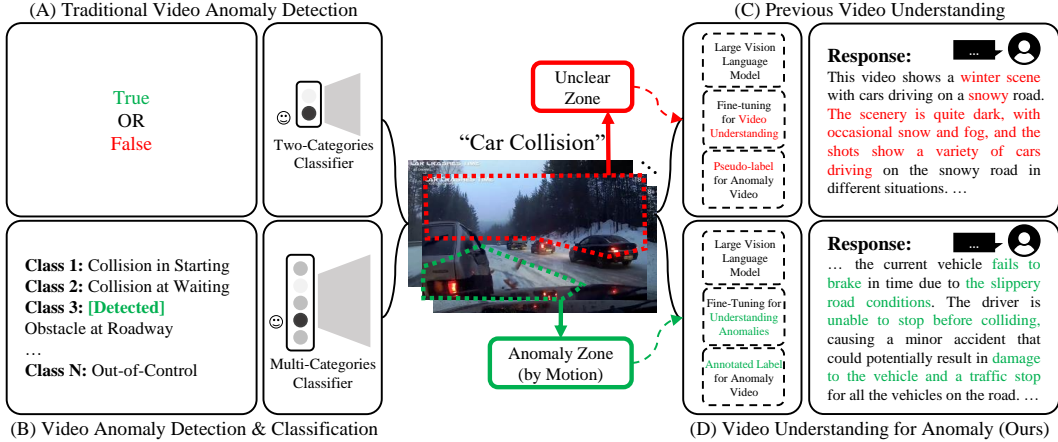 (A) Traditional Video Anomaly Detection
True
OR
False
Two-Categories
Classifier
Class 1: Collision in Starting
Class 2: Collision at Waiting
Class 3: [Detected]
Obstacle at Roadway
…
Class N: Out-of-Control
Multi-Categories
Classifier
(B) Video Anomaly Detection & Classification
Unclear
Zone
“Car Collision”
Anomaly Zone
(by Motion)
(C) Previous Video Understanding
Large Vision
Language
Model
Fine-tuning
for Video
Understanding
Pseudo-label
for Anomaly
Video
Response:
...
This video shows a winter scene
with cars driving on a snowy road.
The scenery is quite dark, with
occasional snow and fog, and the
shots show a variety of cars
driving on the snowy road in
different situations. …
Large Vision
Language
Model
Fine-Tuning for
Understanding
Anomalies
Annotated Label
for Anomaly
Video
Response:
...
… the current vehicle fails to
brake in time due to the slippery
road conditions. The driver is
unable to stop before colliding,
causing a minor accident that
could potentially result in damage
to the vehicle and a traffic stop
for all the vehicles on the road. …
(D) Video Understanding for Anomaly (Ours)